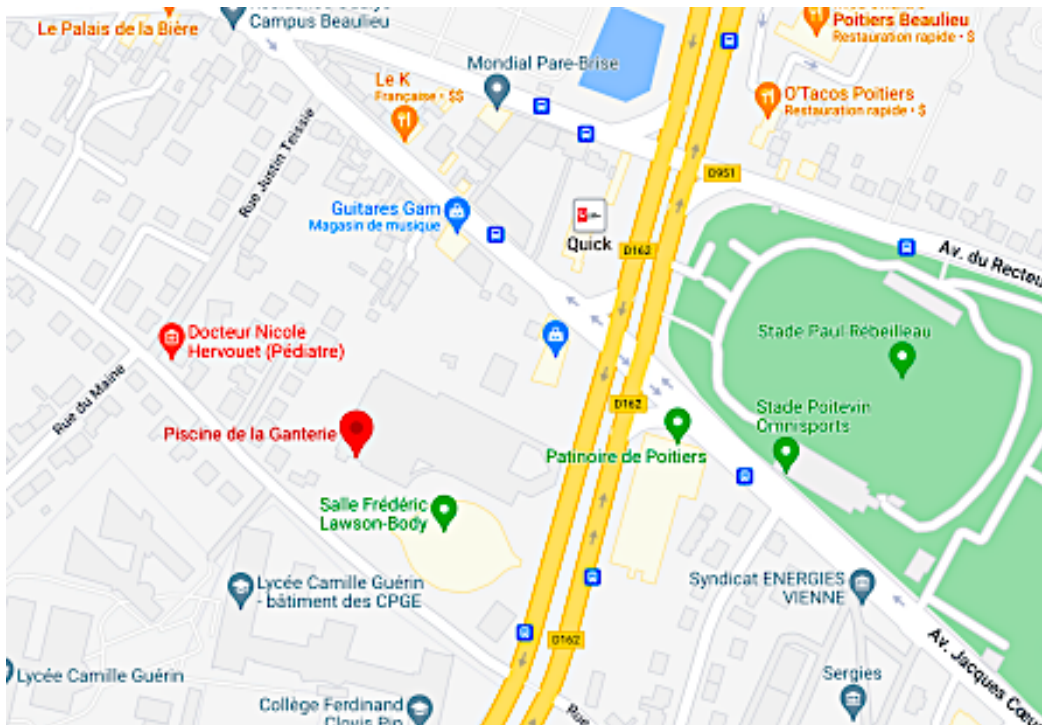 Campus Beaulieu
Le Palais de la Bière
Poitiers Beaulieu
Restauration rapide • $
Mondial Pare-Brise
Le K
Française • $$
O'Tacos Poitiers
Restauration rapide • $
Rue Justin Teissie
D951
Guitares Gam
Magasin de musique
Quick
D162
Av. du Recteu
Docteur Nicole
Hervouet (Pédiatre)
Stade Paul Rébeilleau
Rue du Maine
D162
Stade Poitevin
Omnisports
Piscine de la Ganterie
Patinoire de Poitiers
Salle Frédéric
Lawson-Body
Lycée Camille Guérin
- bâtiment des CPGE
Syndicat ENERGIES
VIENNE
D162
Av. Jacques Cœu
Lycée Camille Guérin
Sergies
Collège Ferdinand
Clovis Pin
Rue